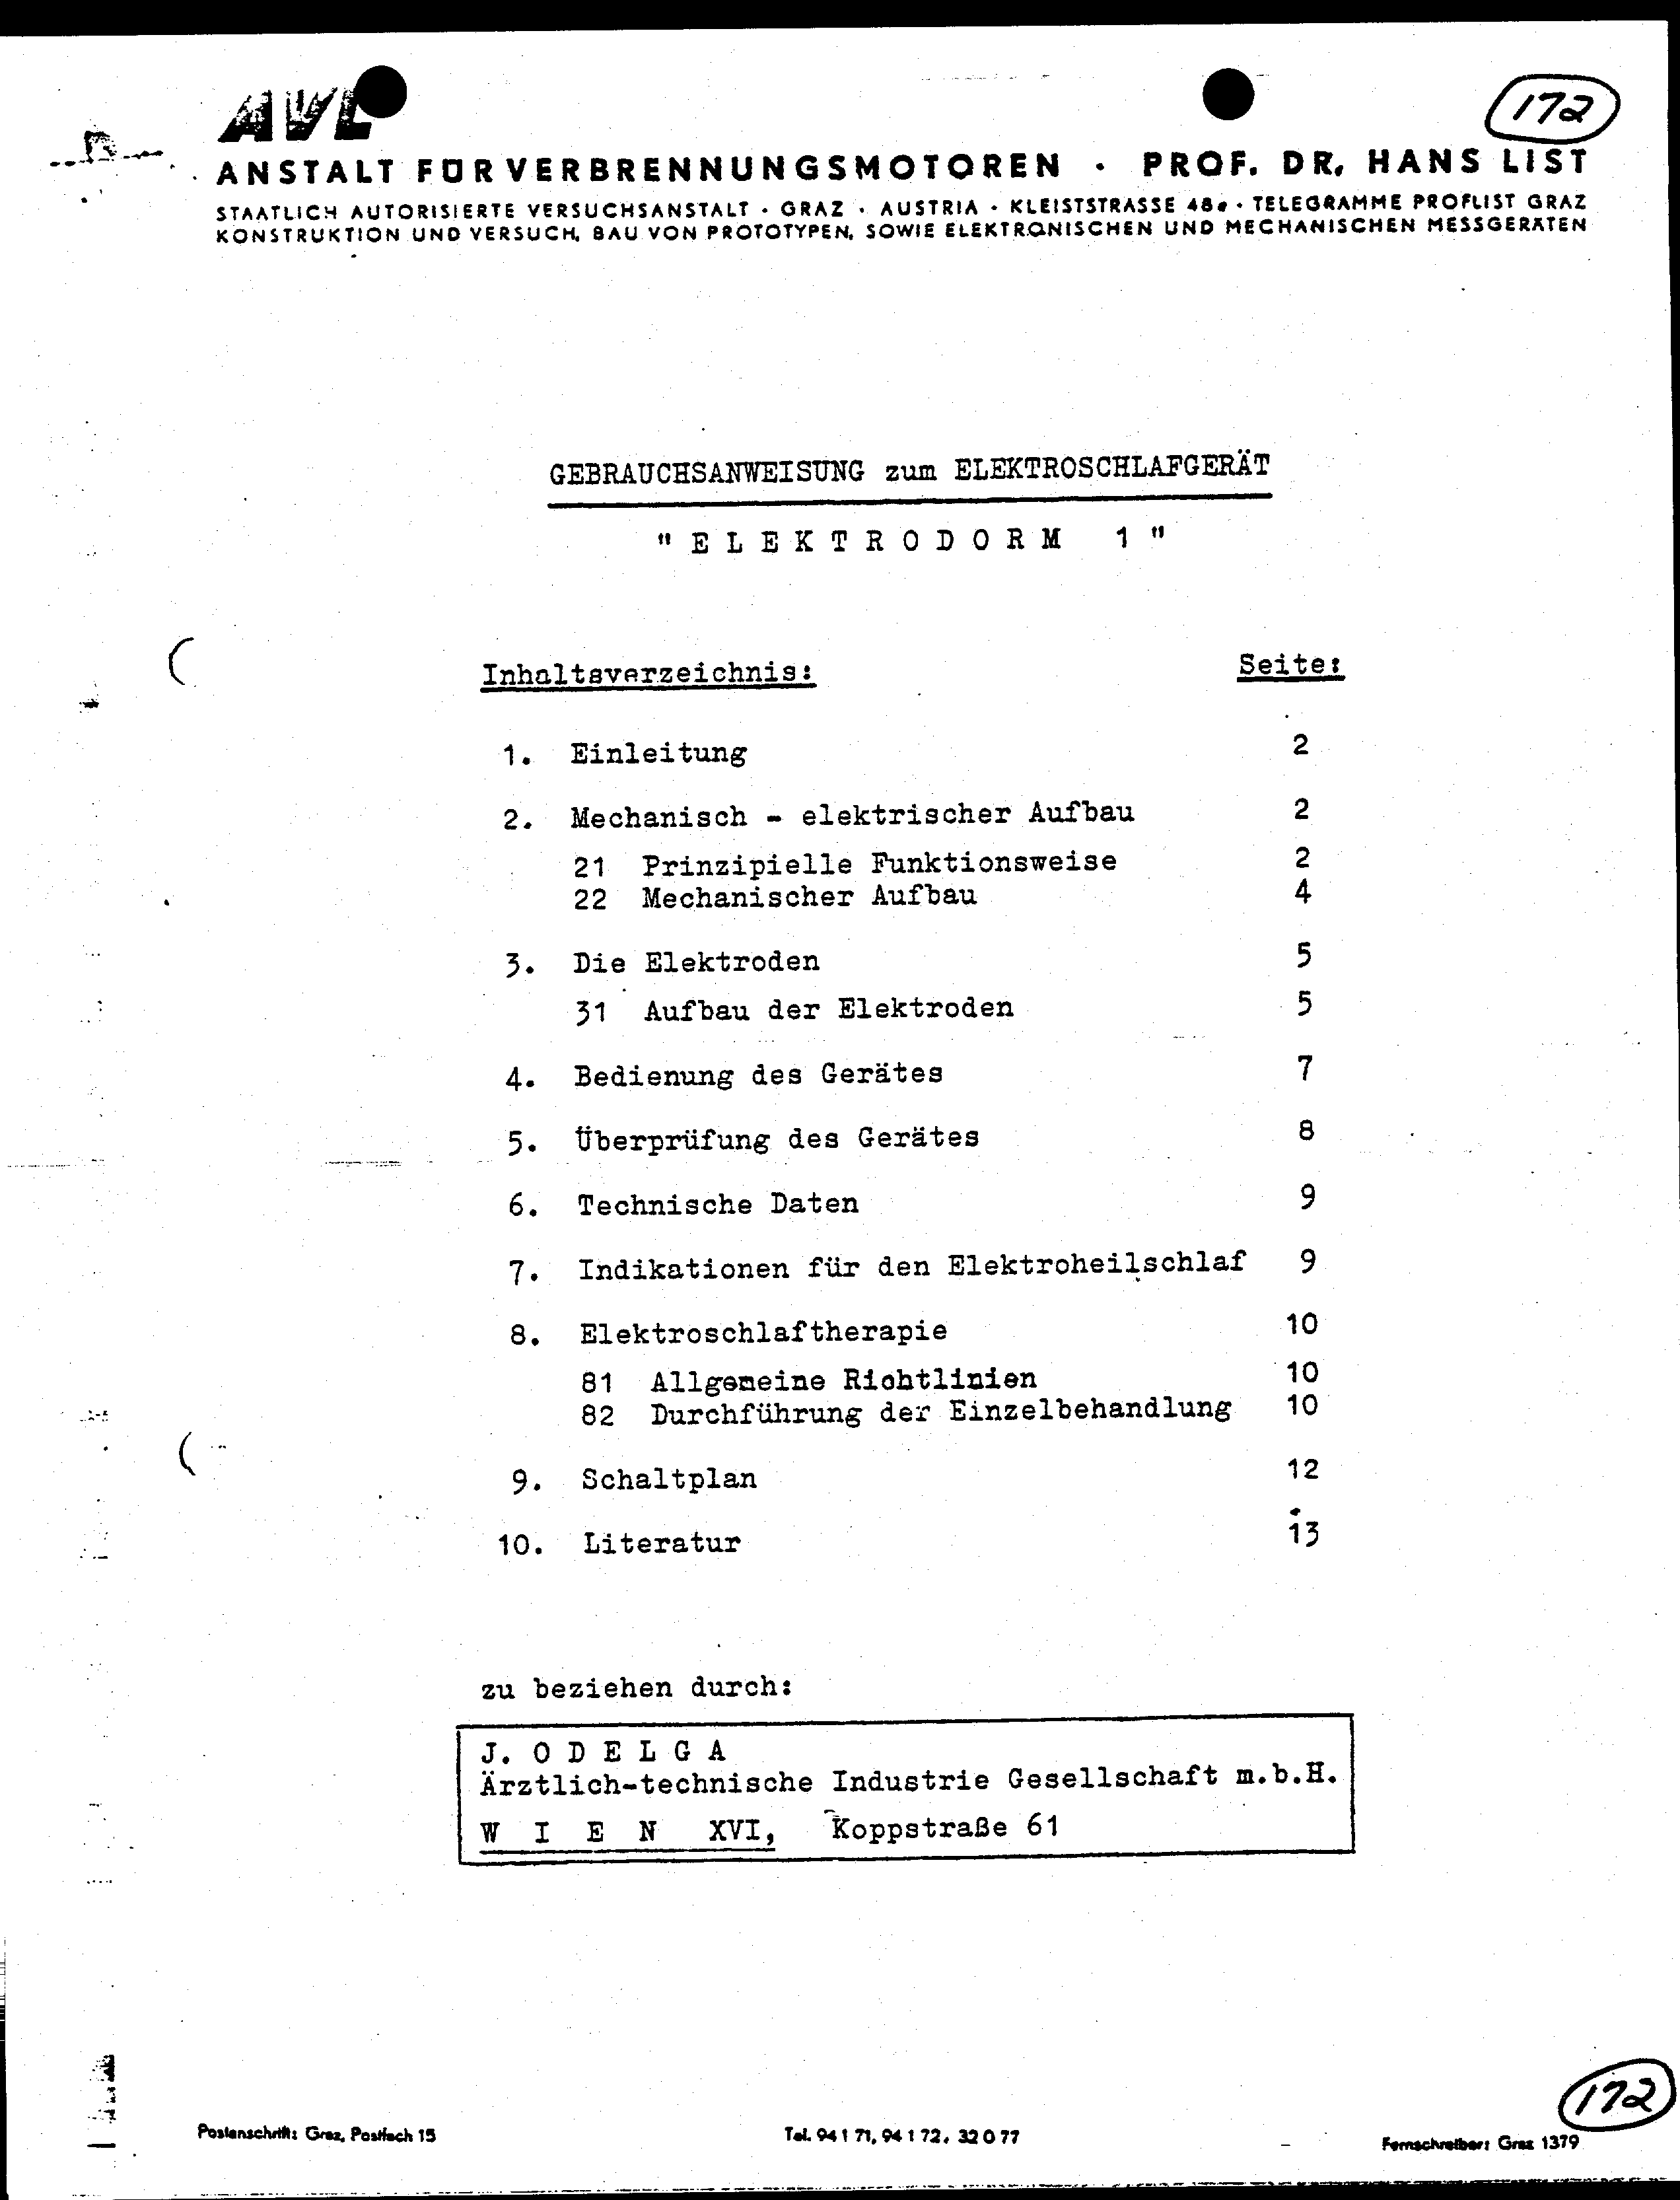 AVL
172
ANSTALT FÜR VERBRENNUNGSMOTOREN · PROF. DR. HANS LIST
STAATLICH AUTORISIERTE VERSUCHSANSTALT · GRAZ · AUSTRIA · KLEISTSTRASSE 48 · TELEGRAMME PROFLIST GRAZ
KONSTRUKTION UND VERSUCH, BAU VON PROTOTYPEN, SOWIE ELEKTRONISCHEN UND MECHANISCHEN MESSGERÄTEN
GEBRAUCHSANWEISUNG zum ELEKTROSCHLAFGERÄT
" E L E K T R O D O R M 1 "
Inhaltsverzeichnis: Seite:
1. Einleitung 2
2. Mechanisch - elektrischer Aufbau 2
21 Prinzipielle Funktionsweise 2
22 Mechanischer Aufbau 4
3. Die Elektroden 5
31 Aufbau der Elektroden 5
4. Bedienung des Gerätes 7
5. Überprüfung des Gerätes 8
6. Technische Daten 9
7. Indikationen für den Elektroheilschlaf 9
8. Elektroschlaftherapie 10
81 Allgemeine Richtlinien 10
82 Durchführung der Einzelbehandlung 10
9. Schaltplan 12
10. Literatur 13
zu beziehen durch:
J. O D E L G A
Ärztlich-technische Industrie Gesellschaft m.b.H.
W I E N XVI, Koppstraße 61
172
Postanschrift: Graz, Postfach 15 Tel. 94 1 71, 94 1 72, 32 0 77 Fernschreiber: Graz 1379